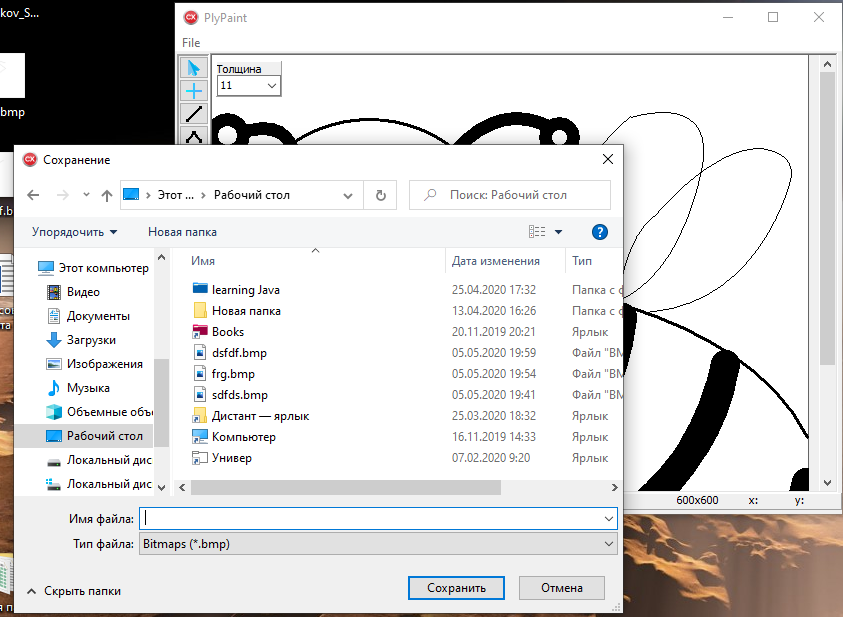 kov_S...
PlyPaint
File
bmp
Толщина
11
Сохранение
Этот ... › Рабочий стол
Поиск: Рабочий стол
Упорядочить
Новая папка
Имя
Дата изменения
Тип
Этот компьютер
Видео
Документы
Загрузки
Изображения
Музыка
Объемные объ
Рабочий стол
Локальный дис
Локальный дис
learning Java 25.04.2020 17:32 Папка с ф
Новая папка 13.04.2020 16:26 Папка с ф
Books 20.11.2019 20:21 Ярлык
dsfdf.bmp 05.05.2020 19:59 Файл "BM
frg.bmp 05.05.2020 19:54 Файл "BM
sdfds.bmp 05.05.2020 19:41 Файл "BM
Дистант — ярлык 25.03.2020 18:32 Ярлык
Компьютер 16.11.2019 14:33 Ярлык
Универ 07.02.2020 9:20 Ярлык
600x600 x: y:
Имя файла:
Тип файла: Bitmaps (*.bmp)
Скрыть папки
Сохранить
Отмена